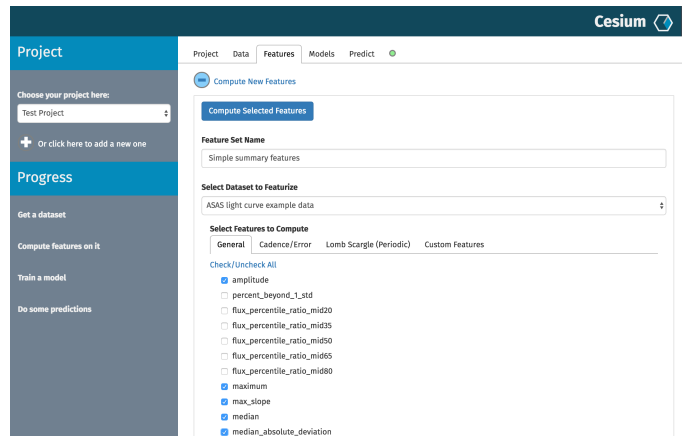 Cesium
Project
Choose your project here:
Test Project
Or click here to add a new one
Progress
Get a dataset
Compute features on it
Train a model
Do some predictions
Project Data Features Models Predict
Compute New Features
Compute Selected Features
Feature Set Name
Simple summary features
Select Dataset to Featurize
ASAS light curve example data
Select Features to Compute
General Cadence/Error Lomb Scargle (Periodic) Custom Features
Check/Uncheck All
amplitude
percent_beyond_1_std
flux_percentile_ratio_mid20
flux_percentile_ratio_mid35
flux_percentile_ratio_mid50
flux_percentile_ratio_mid65
flux_percentile_ratio_mid80
maximum
max_slope
median
median_absolute_deviation